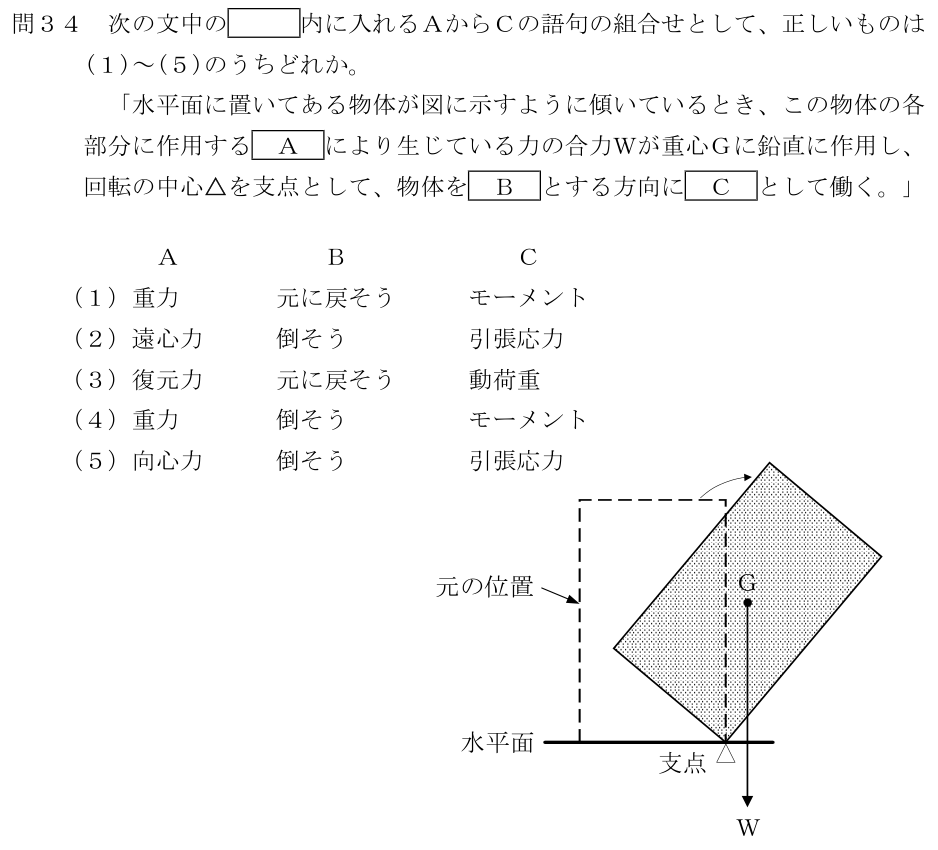 問３４　次の文中の　　　内に入れるＡからＣの語句の組合せとして、正しいものは
（１）～（５）のうちどれか。
「水平面に置いてある物体が図に示すように傾いているとき、この物体の各
部分に作用する　Ａ　により生じている力の合力Wが重心Gに鉛直に作用し、
回転の中心△を支点として、物体を　Ｂ　とする方向に　Ｃ　として働く。」
Ａ　Ｂ　Ｃ
（１）重力　元に戻そう　モーメント
（２）遠心力　倒そう　引張応力
（３）復元力　元に戻そう　動荷重
（４）重力　倒そう　モーメント
（５）向心力　倒そう　引張応力
G
元の位置
水平面
支点
W